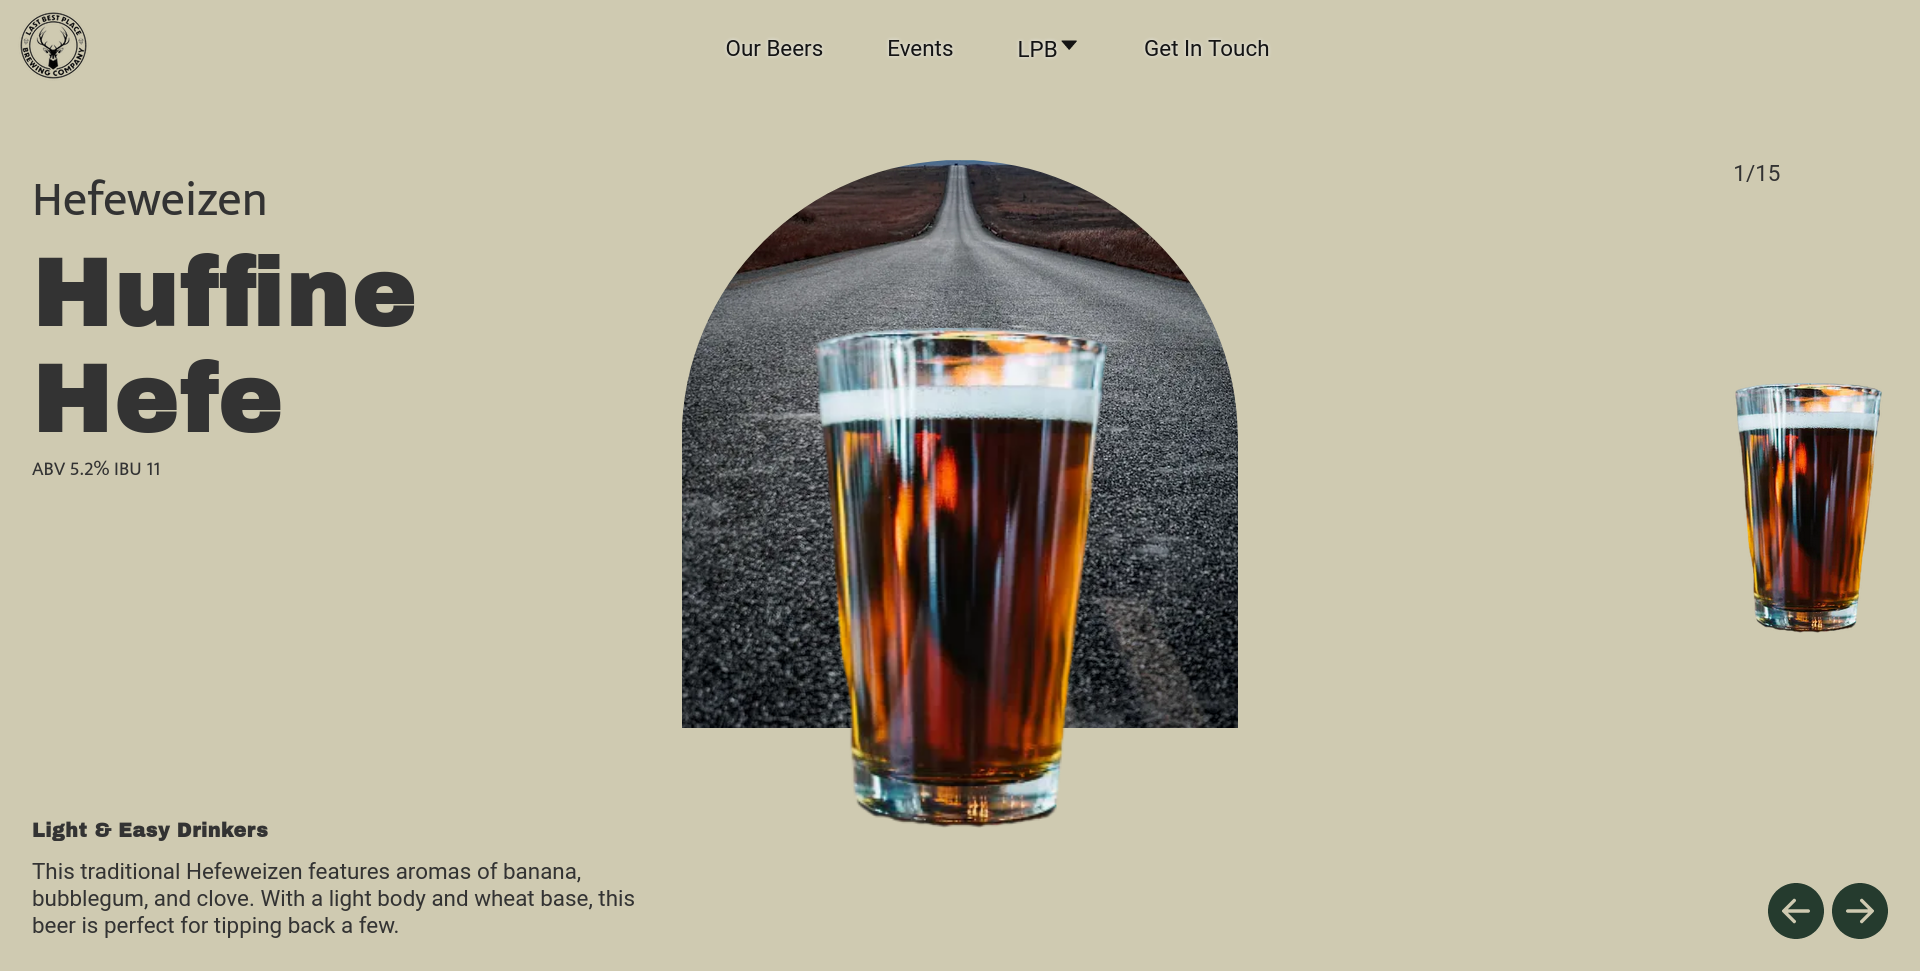 LAST BEST PLACE
BREWING COMPANY
Our Beers
Events
LPB
Get In Touch
Hefeweizen
1/15
Huffine
Hefe
ABV 5.2% IBU 11
Light & Easy Drinkers
This traditional Hefeweizen features aromas of banana,
bubblegum, and clove. With a light body and wheat base, this
beer is perfect for tipping back a few.